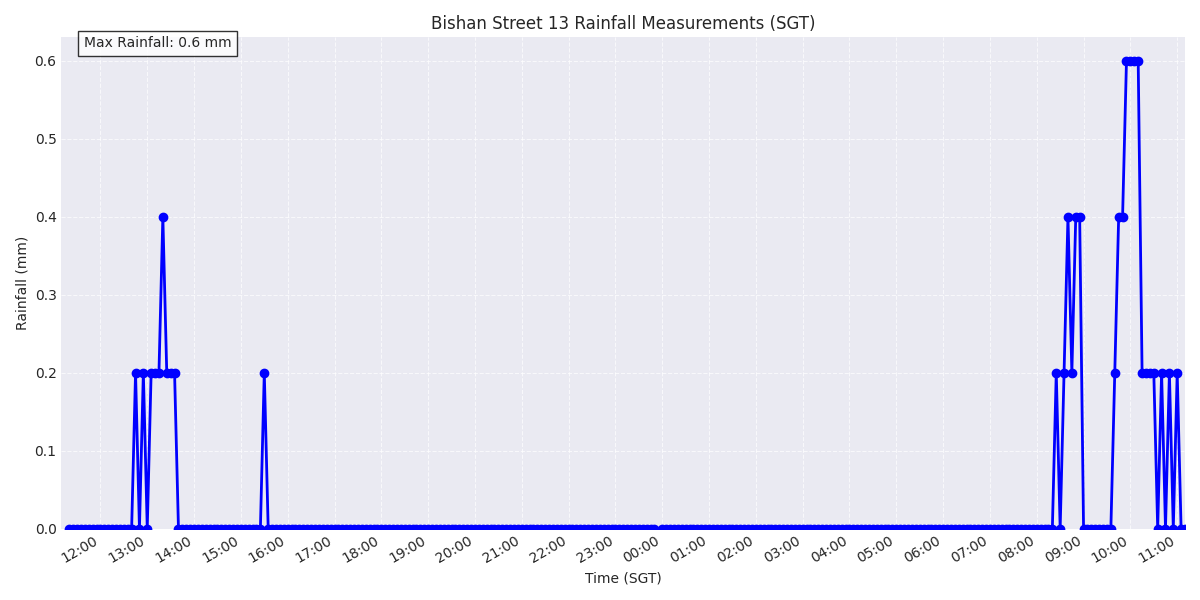 Bishan Street 13 Rainfall Measurements (SGT)
Max Rainfall: 0.6 mm
0.6
0.5
0.4
0.3
0.2
0.1
0.0
Rainfall (mm)
12:00 13:00 14:00 15:00 16:00 17:00 18:00 19:00 20:00 21:00 22:00 23:00 00:00 01:00 02:00 03:00 04:00 05:00 06:00 07:00 08:00 09:00 10:00 11:00
Time (SGT)